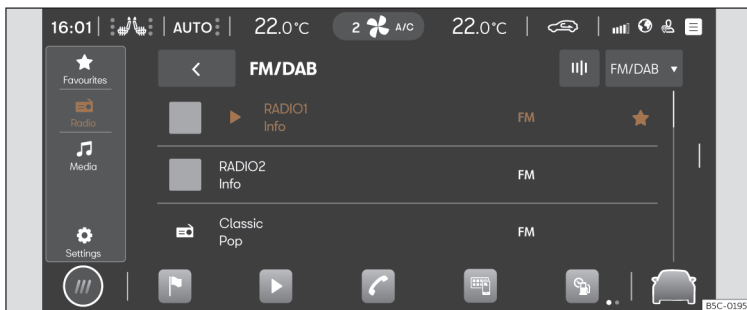 16:01
AUTO
22.0°C
2 A/C
22.0°C
Favourites
FM/DAB
FM/DAB
Radio
RADIO1
Info
FM
Media
RADIO2
Info
FM
Classic
Pop
FM
Settings
B5C-0195